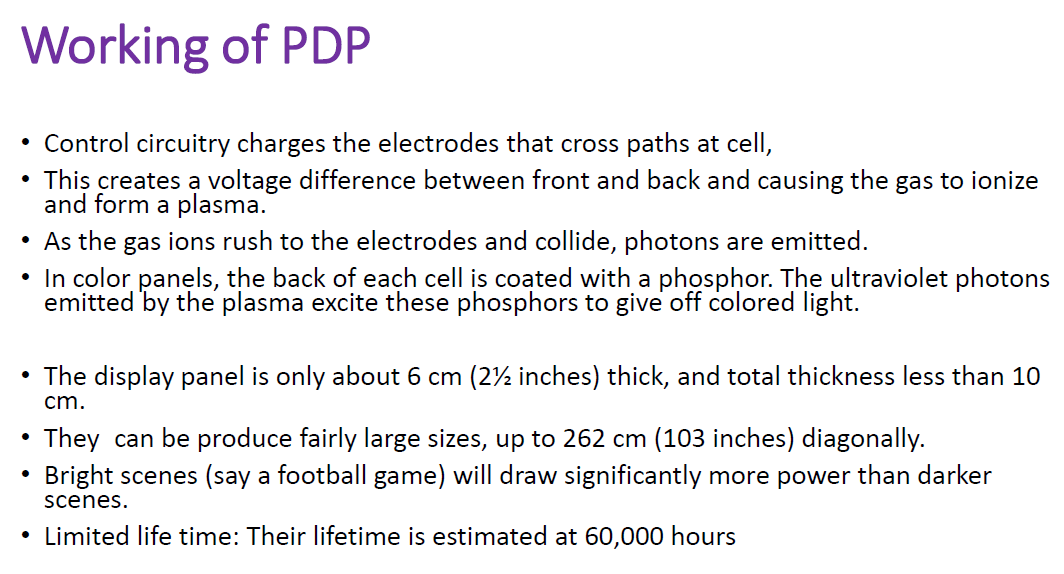 Working of PDP
• Control circuitry charges the electrodes that cross paths at cell,
• This creates a voltage difference between front and back and causing the gas to ionize
and form a plasma.
• As the gas ions rush to the electrodes and collide, photons are emitted.
• In color panels, the back of each cell is coated with a phosphor. The ultraviolet photons
emitted by the plasma excite these phosphors to give off colored light.
• The display panel is only about 6 cm (2½ inches) thick, and total thickness less than 10
cm.
• They  can be produce fairly large sizes, up to 262 cm (103 inches) diagonally.
• Bright scenes (say a football game) will draw significantly more power than darker
scenes.
• Limited life time: Their lifetime is estimated at 60,000 hours